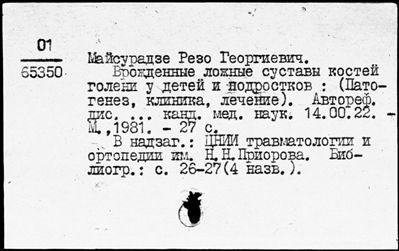 01
65350
Майсурадзе Резо Георгиевич.
Врожденные ложные суставы костей
голени у детей и подростков : (Пато-
генез, клиника, лечение). Автореф.
дис. ... канд. мед. наук. 14.00.22. -
М.,1981. - 27 с.
В надзаг.: ЦНИИ травматологии и
ортопедии им. Н.Н.Приорова. Биб-
лиогр.: с. 26-27(4 назв.).